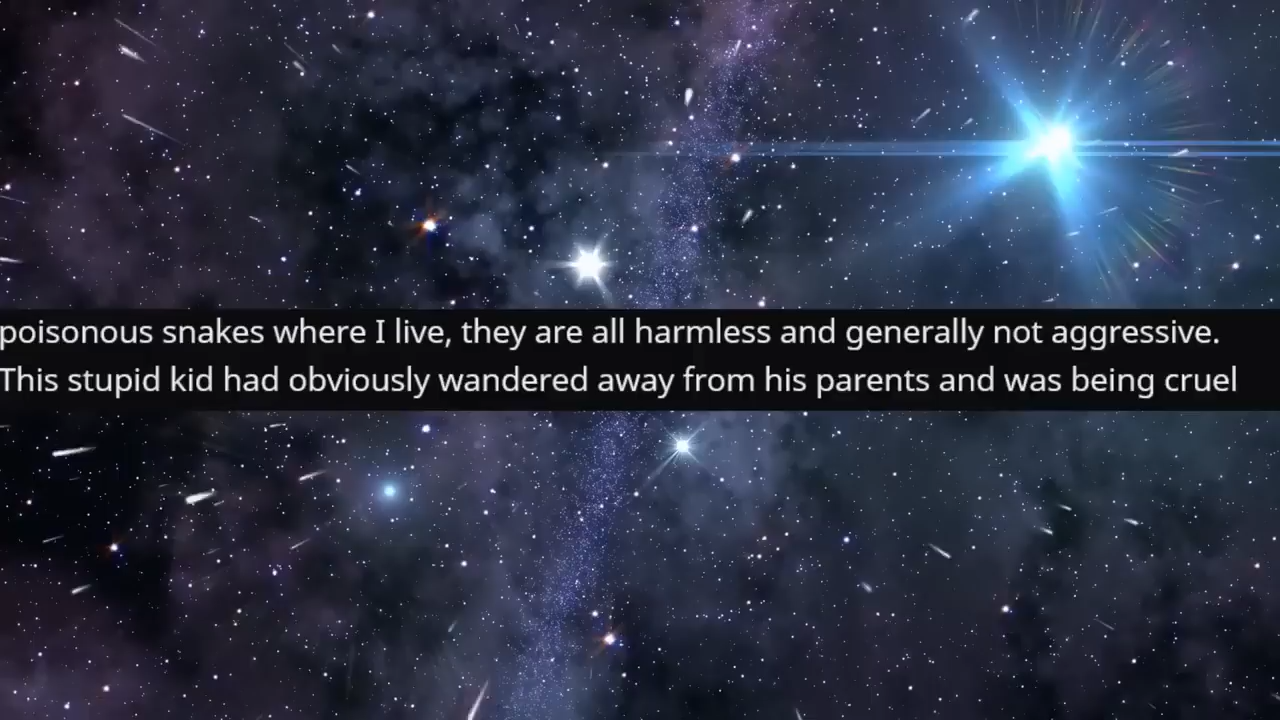 poisonous snakes where I live, they are all harmless and generally not aggressive.
This stupid kid had obviously wandered away from his parents and was being cruel